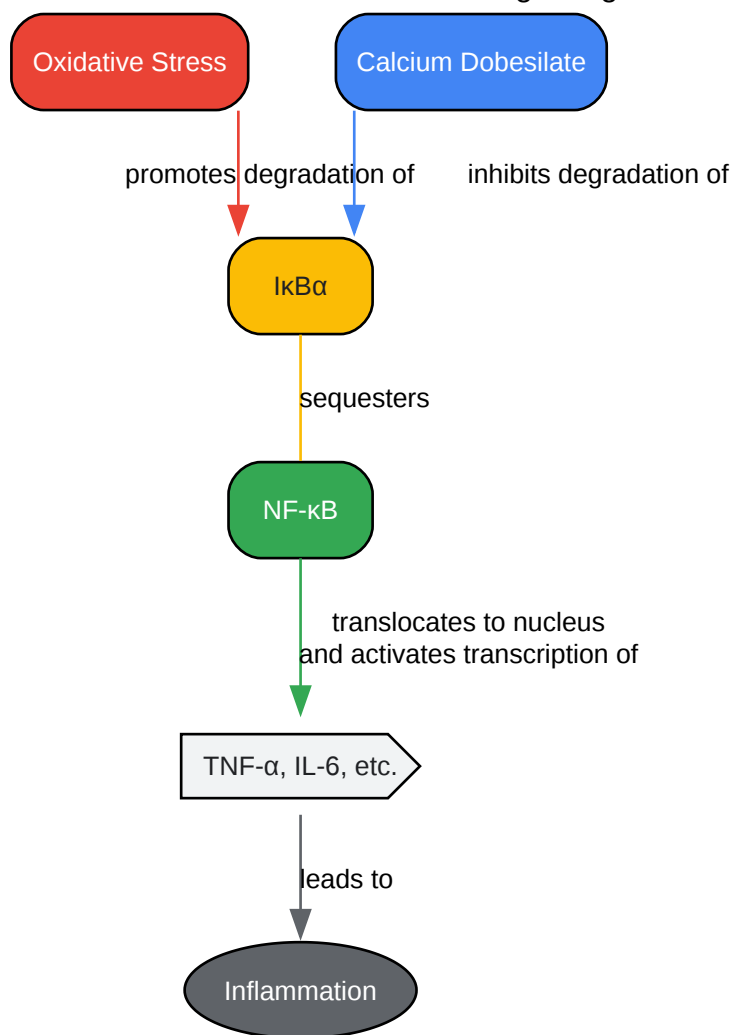 Oxidative Stress
Calcium Dobesilate
promotes degradation of
inhibits degradation of
IκBα
sequesters
NF-κB
translocates to nucleus
and activates transcription of
TNF-α, IL-6, etc.
leads to
Inflammation